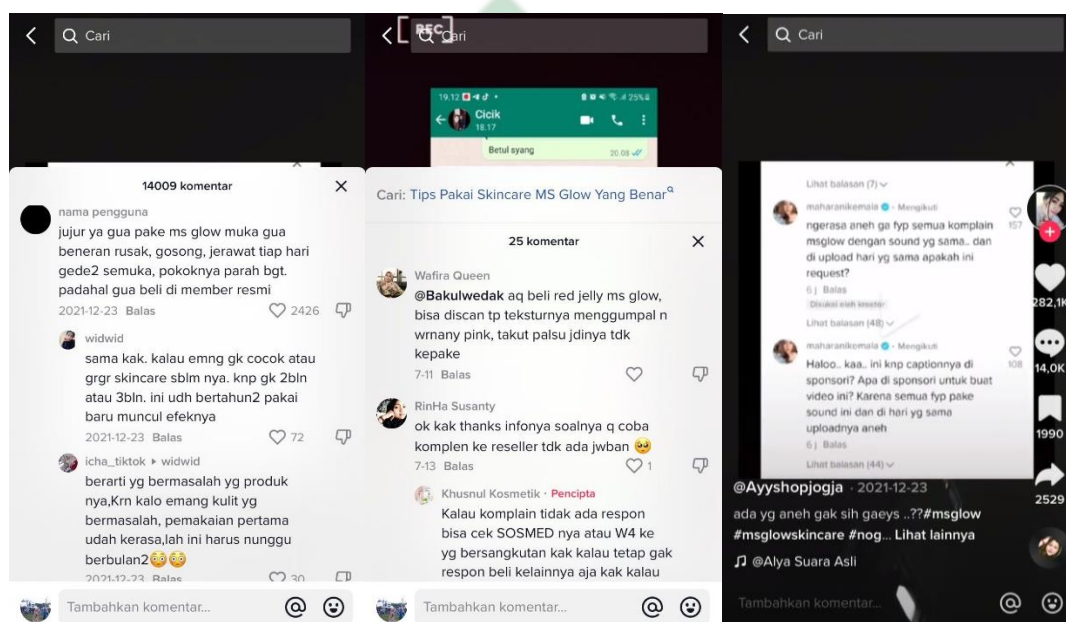 Cari
14009 komentar
nama pengguna
jujur ya gua pake ms glow muka gua
beneran rusak, gosong, jerawat tiap hari
gede2 semuka, pokoknya parah bgt.
padahal gua beli di member resmi
2021-12-23 Balas 2426
widwid
sama kak. kalau emng gk cocok atau
grgr skincare sblm nya. knp gk 2bln
atau 3bln. ini udh bertahun2 pakai
baru muncul efeknya
2021-12-23 Balas 72
icha_tiktok ▸ widwid
berarti yg bermasalah yg produk
nya,Krn kalo emang kulit yg
bermasalah, pemakaian pertama
udah kerasa,lah ini harus nunggu
berbulan2😳😳
2021-12-23 Balas 30
Tambahkan komentar...
REC
Cari
19.12 25%
Cicik
18.17
Betul syang
20.08
Cari: Tips Pakai Skincare MS Glow Yang Benar
25 komentar
Wafira Queen
@Bakulwedak aq beli red jelly ms glow,
bisa discan tp teksturnya menggumpal n
wrnany pink, takut palsu jdinya tdk
kepake
7-11 Balas
RinHa Susanty
ok kak thanks infonya soalnya q coba
komplen ke reseller tdk ada jwban 🥺
7-13 Balas 1
Khusnul Kosmetik · Pencipta
Kalau komplain tidak ada respon
bisa cek SOSMED nya atau W4 ke
yg bersangkutan kak kalau tetap gak
respon beli kelainnya aja kak kalau
Tambahkan komentar...
Cari
Lihat balasan (7)
maharanikemala · Mengikuti
ngerasa aneh ga fyp semua komplain
msglow dengan sound yg sama.. dan
di upload hari yg sama apakah ini
request?
157
6 j Balas
Disukai oleh kreator
Lihat balasan (48)
maharanikemala · Mengikuti
Haloo.. kaa.. ini knp captionnya di
sponsori? Apa di sponsori untuk buat
video ini? Karena semua fyp pake
sound ini dan di hari yg sama
uploadnya aneh
108
6 j Balas
Lihat balasan (44)
282,1K
14,0K
1990
2529
@Ayyshopjogja · 2021-12-23
ada yg aneh gak sih gaeys ..??#msglow
#msglowskincare #nog... Lihat lainnya
♫ @Alya Suara Asli
Tambahkan komentar...